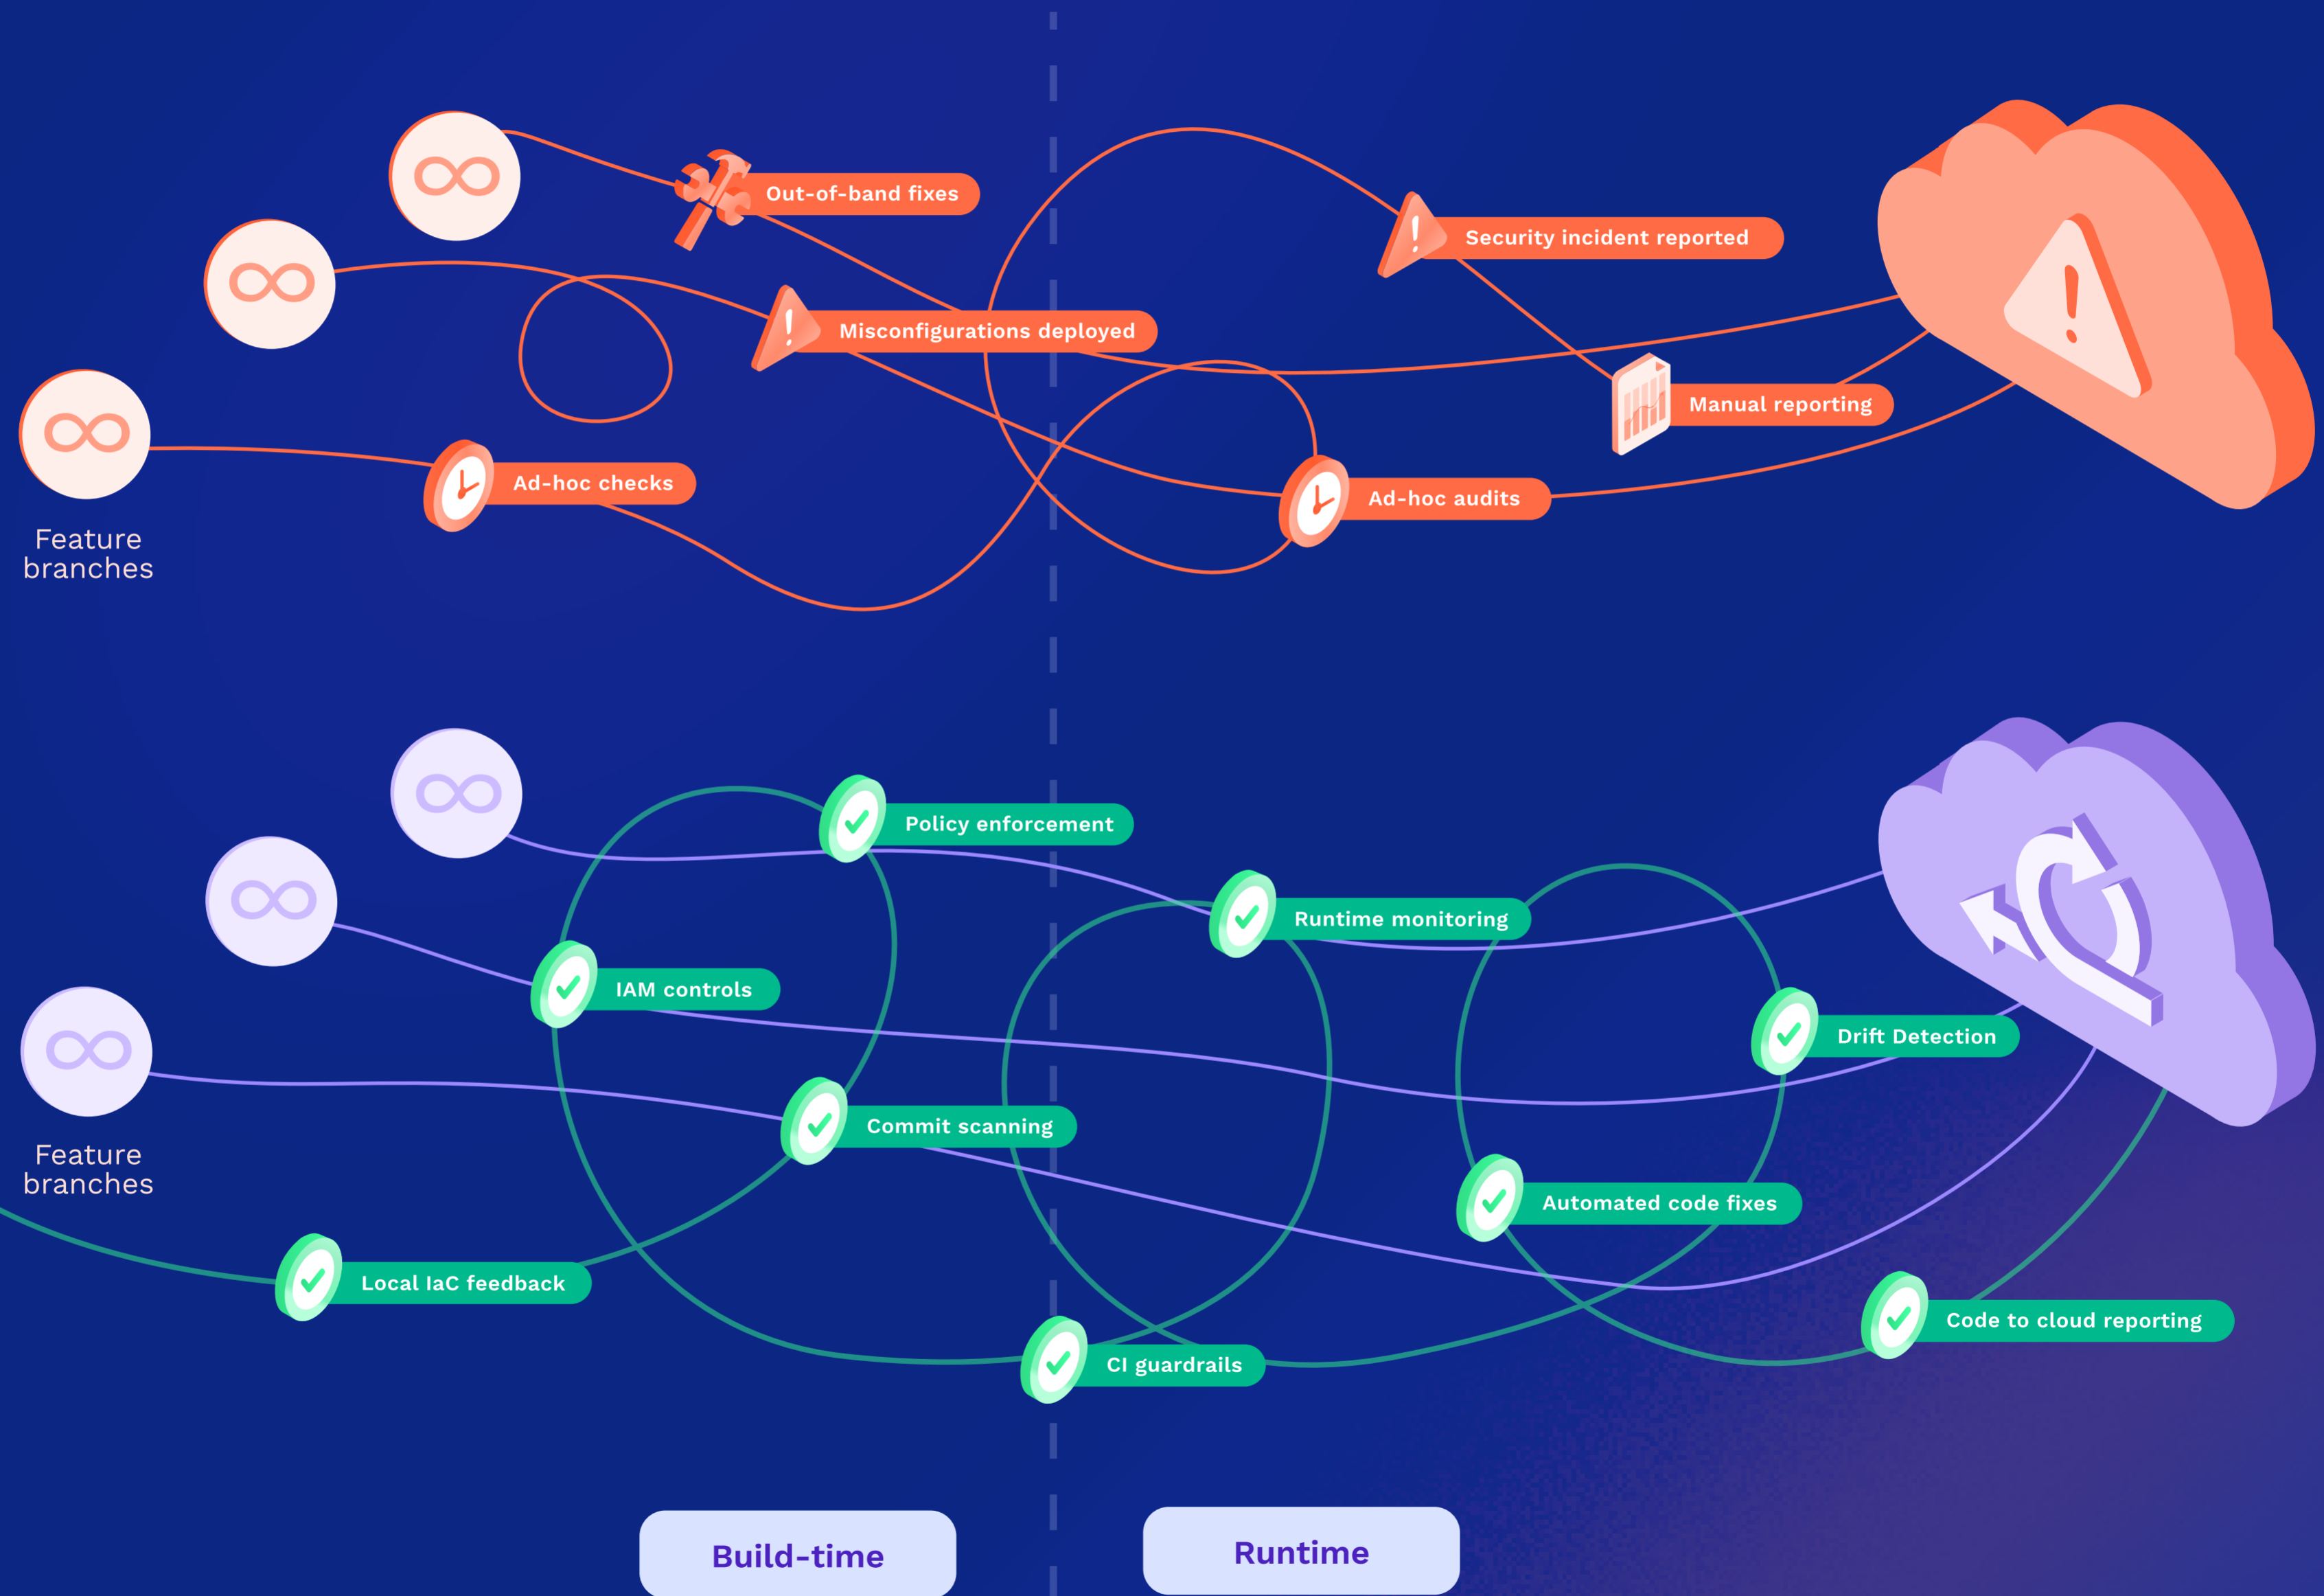 Out-of-band fixes
Security incident reported
Misconfigurations deployed
Manual reporting
Ad-hoc checks
Ad-hoc audits
Feature
branches
Policy enforcement
Runtime monitoring
IAM controls
Drift Detection
Commit scanning
Feature
branches
Automated code fixes
Local IaC feedback
Code to cloud reporting
CI guardrails
Build-time
Runtime